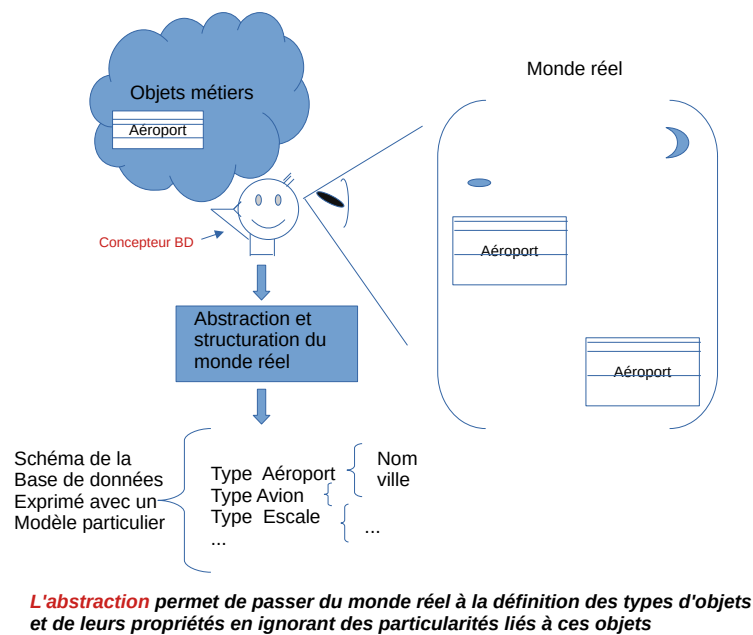 Objets métiers
Aéroport
Monde réel
Concepteur BD
Aéroport
Aéroport
Abstraction et
structuration du
monde réel
Schéma de la
Base de données
Exprimé avec un
Modèle particulier
Type Aéroport
Type Avion
Type Escale
...
Nom
ville
...
L'abstraction permet de passer du monde réel à la définition des types d'objets
et de leurs propriétés en ignorant des particularités liés à ces objets